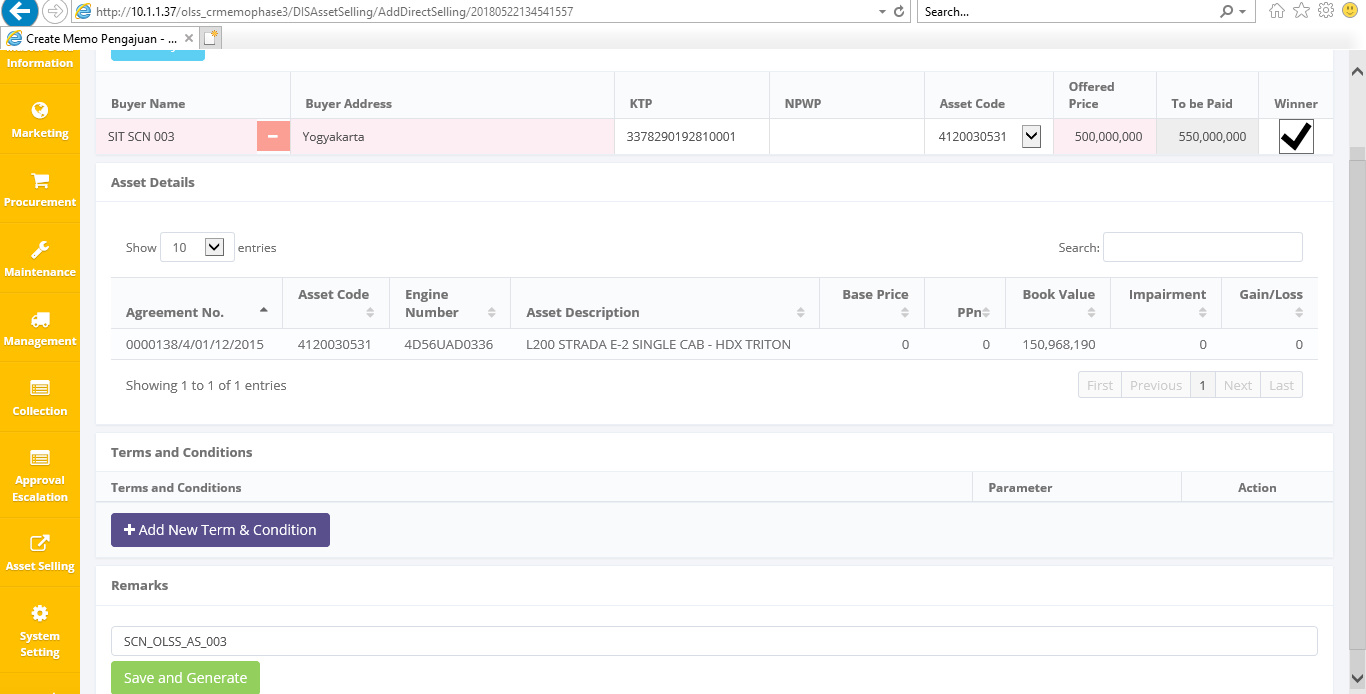 http://10.1.1.37/olss_crmemophase3/DISAssetSelling/AddDirectSelling/20180522134541557
Search...
Create Memo Pengajuan - ...
Information
Marketing
Procurement
Maintenance
Management
Collection
Approval
Escalation
Asset Selling
System
Setting
Buyer Name Buyer Address KTP NPWP Asset Code Offered Price To be Paid Winner
SIT SCN 003 Yogyakarta 3378290192810001 4120030531 500,000,000 550,000,000
Asset Details
Show 10 entries Search:
Agreement No. Asset Code Engine Number Asset Description Base Price PPn Book Value Impairment Gain/Loss
0000138/4/01/12/2015 4120030531 4D56UAD0336 L200 STRADA E-2 SINGLE CAB - HDX TRITON 0 0 150,968,190 0 0
Showing 1 to 1 of 1 entries First Previous 1 Next Last
Terms and Conditions
Terms and Conditions Parameter Action
+ Add New Term & Condition
Remarks
SCN_OLSS_AS_003
Save and Generate